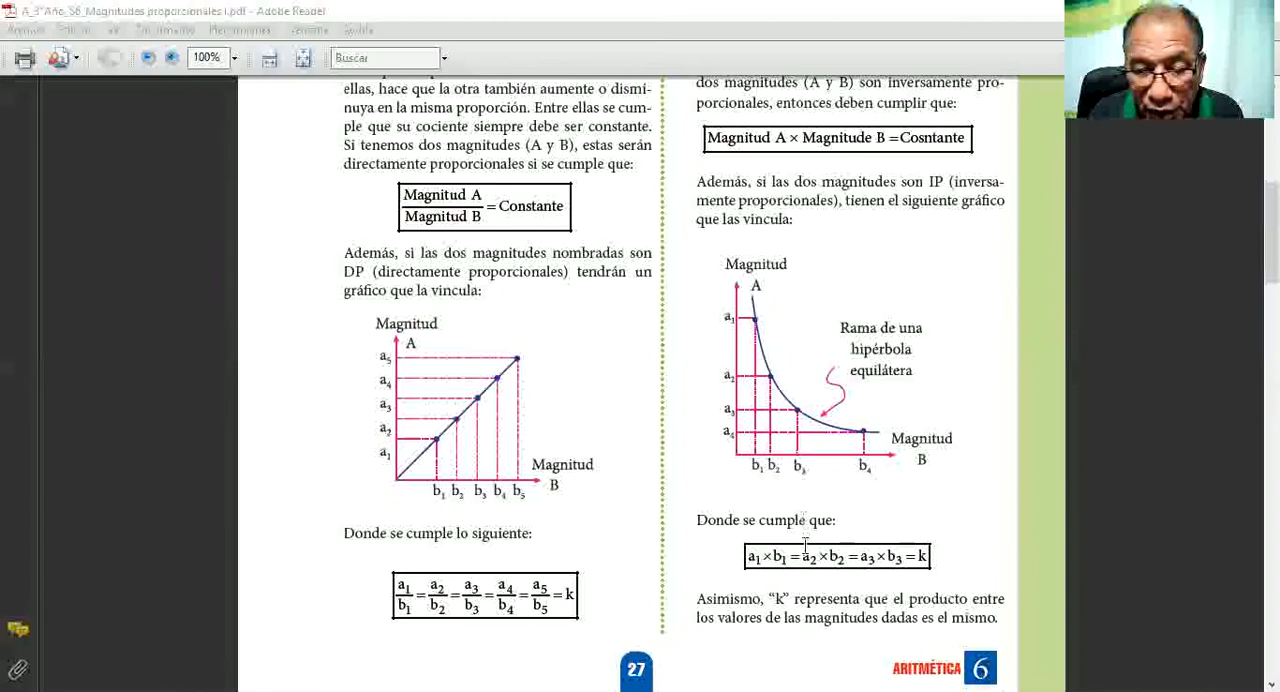 A_3°Año_S6_Magnitudes proporcionales I.pdf - Adobe Reader
100%
Buscar
ellas, hace que la otra también aumente o dismi-
nuya en la misma proporción. Entre ellas se cum-
ple que su cociente siempre debe ser constante.
Si tenemos dos magnitudes (A y B), estas serán
directamente proporcionales si se cumple que:
Magnitud A
Magnitud B
= Constante
Además, si las dos magnitudes nombradas son
DP (directamente proporcionales) tendrán un
gráfico que la vincula:
Magnitud
A
a5
a4
a3
a2
a1
Magnitud
B
b1 b2 b3 b4 b5
Donde se cumple lo siguiente:
a1/b1 = a2/b2 = a3/b3 = a4/b4 = a5/b5 = k
dos magnitudes (A y B) son inversamente pro-
porcionales, entonces deben cumplir que:
Magnitud A × Magnitude B =Cosntante
Además, si las dos magnitudes son IP (inversa-
mente proporcionales), tienen el siguiente gráfico
que las vincula:
Magnitud
A
a1
a2
a3
a4
Rama de una
hipérbola
equilátera
Magnitud
B
b1 b2 b3 b4
Donde se cumple que:
a1 × b1 = a2 × b2 = a3 × b3 = k
Asimismo, “k” representa que el producto entre
los valores de las magnitudes dadas es el mismo.
27
ARITMÉTICA 6